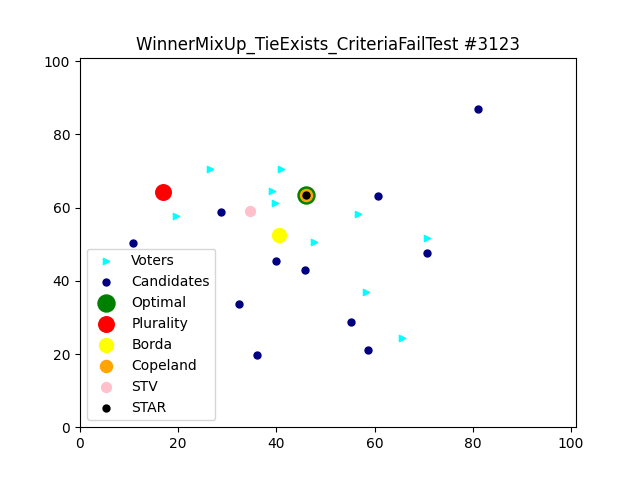 WinnerMixUp_TieExists_CriteriaFailTest #3123
100
80
60
40
20
0
Voters
Candidates
Optimal
Plurality
Borda
Copeland
STV
STAR
0 20 40 60 80 100